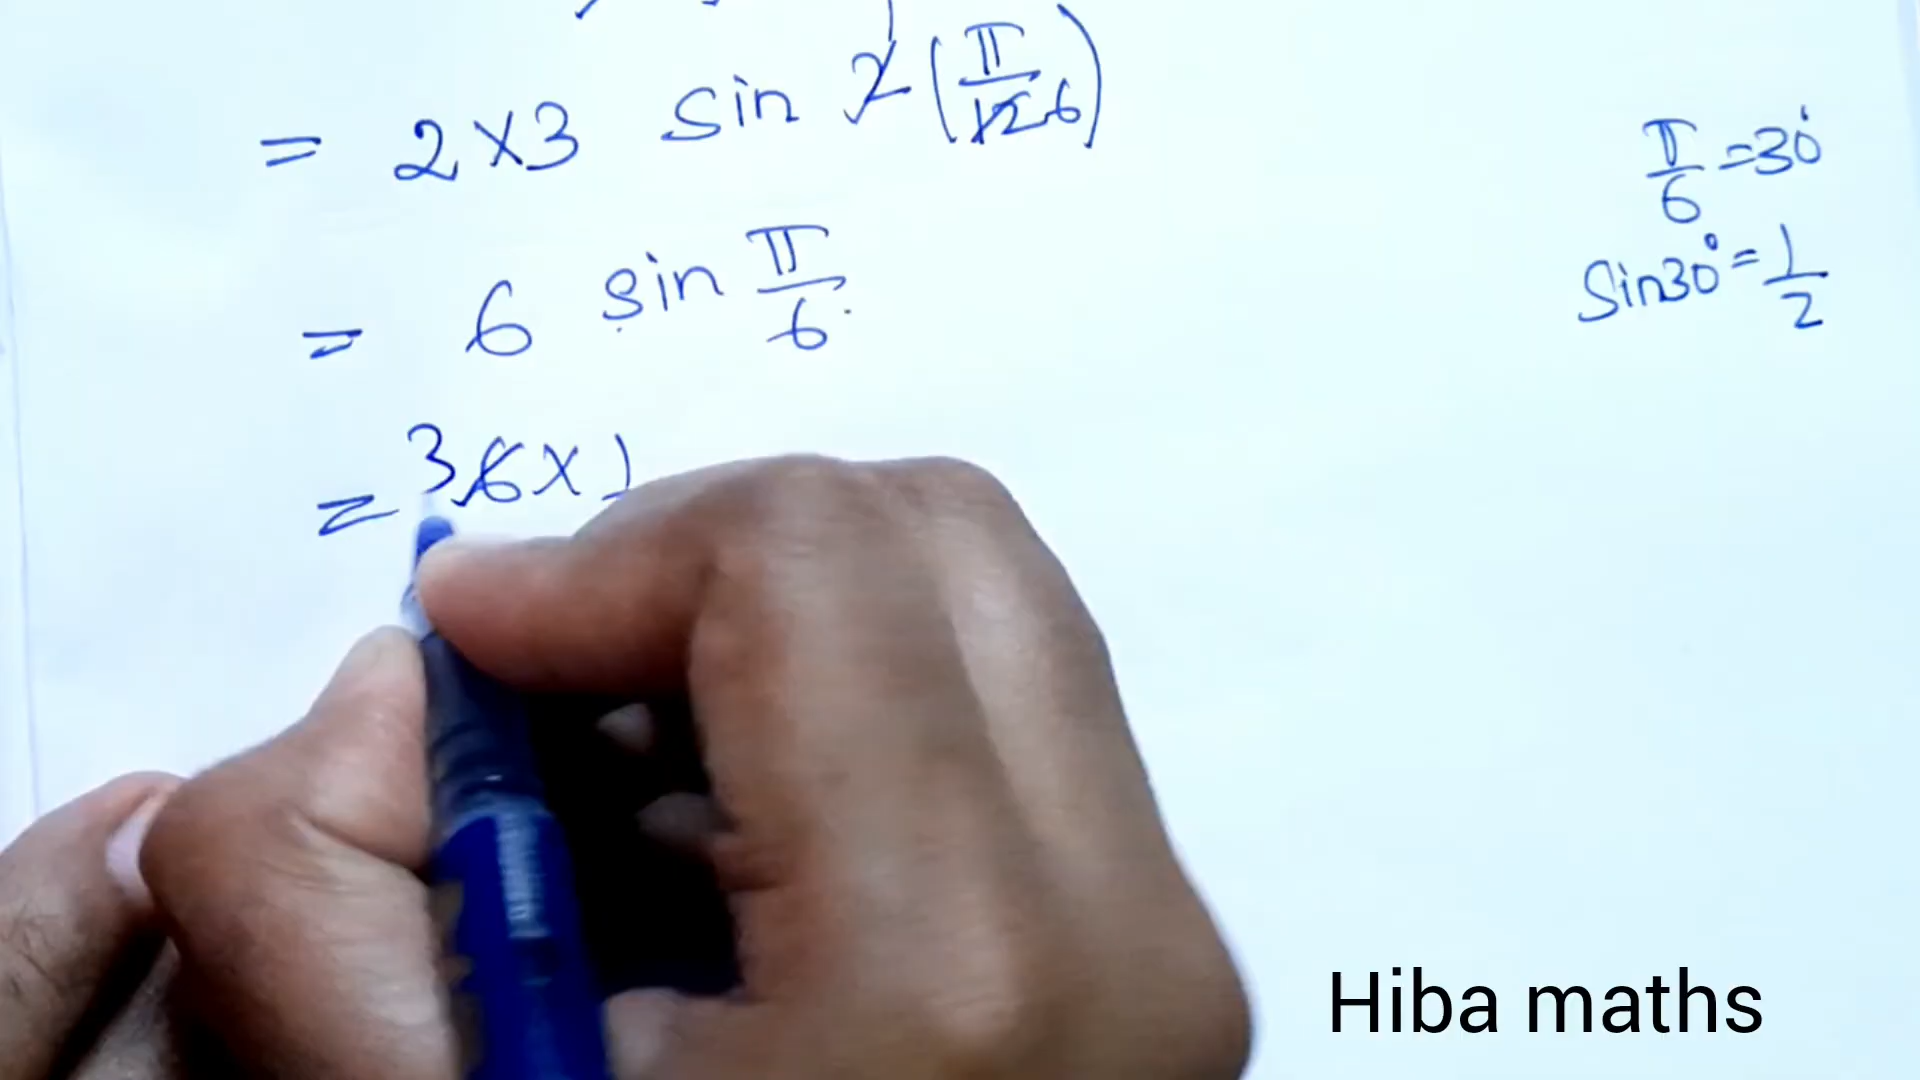 = 2 × 3 sin 2 (π/12 6)
= 6 sin π/6
= 3 6 × 1
π/6 = 30°
Sin30° = 1/2
Hiba maths